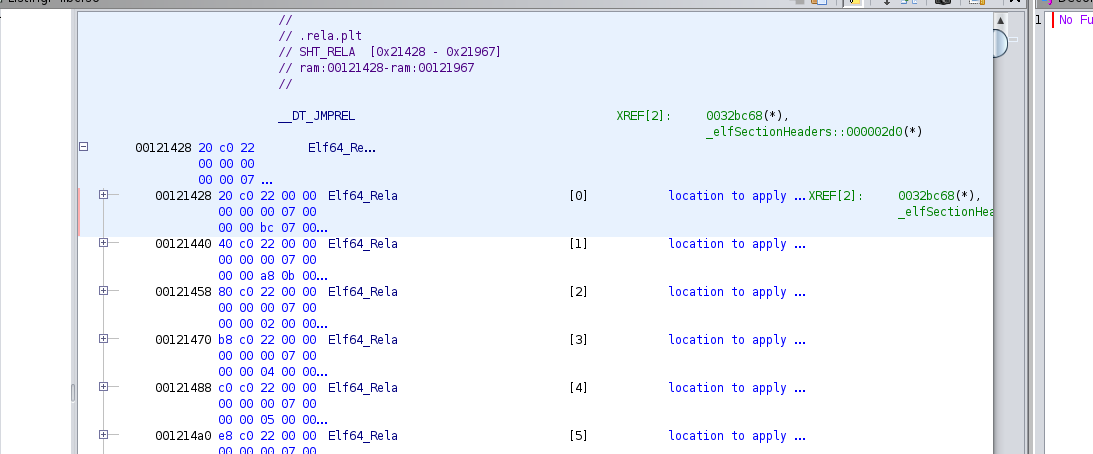 //
// .rela.plt
// SHT_RELA [0x21428 - 0x21967]
// ram:00121428-ram:00121967
//
__DT_JMPREL XREF[2]: 0032bc68(*),
_elfSectionHeaders::000002d0(*)
00121428 20 c0 22 Elf64_Re...
00 00 00
00 00 07 ...
00121428 20 c0 22 00 00 Elf64_Rela [0] location to apply ... XREF[2]: 0032bc68(*),
00 00 00 07 00 _elfSectionHea
00 00 bc 07 00...
00121440 40 c0 22 00 00 Elf64_Rela [1] location to apply ...
00 00 00 07 00
00 00 a8 0b 00...
00121458 80 c0 22 00 00 Elf64_Rela [2] location to apply ...
00 00 00 07 00
00 00 02 00 00...
00121470 b8 c0 22 00 00 Elf64_Rela [3] location to apply ...
00 00 00 07 00
00 00 04 00 00...
00121488 c0 c0 22 00 00 Elf64_Rela [4] location to apply ...
00 00 00 07 00
00 00 05 00 00...
001214a0 e8 c0 22 00 00 Elf64_Rela [5] location to apply ...
00 00 00 07 00
1 No Fu